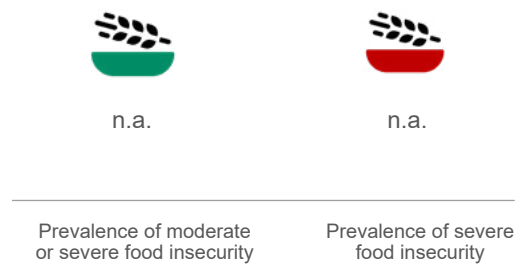 n.a.
n.a.
Prevalence of moderate
or severe food insecurity
Prevalence of severe
food insecurity